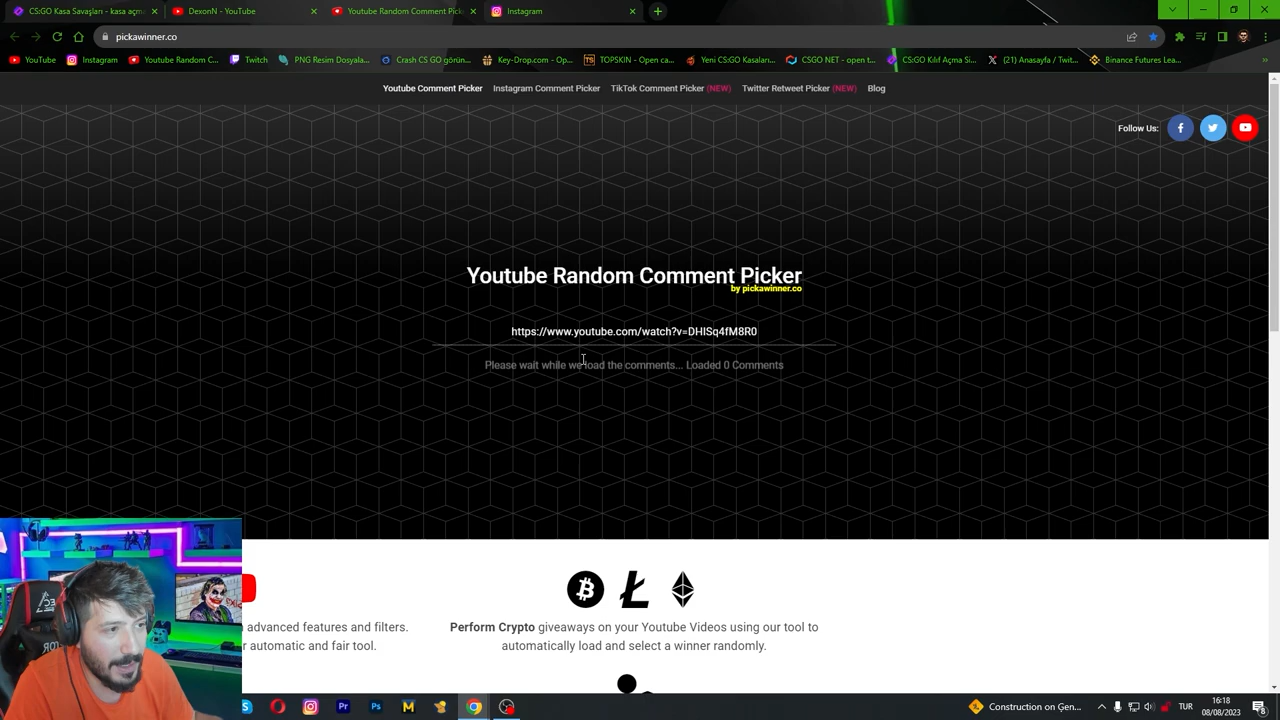 CS:GO Kasa Savaşları - kasa açm
DexonN - YouTube
Youtube Random Comment Picke
Instagram
pickawinner.co
YouTube
Instagram
Youtube Random C...
Twitch
PNG Resim Dosyala...
Crash CS GO görün...
Key-Drop.com - Op...
TOPSKIN - Open ca...
Yeni CS:GO Kasaları...
CSGO NET - open t...
CS:GO Kılıf Açma Si...
(21) Anasayfa / Twit...
Binance Futures Lea...
Youtube Comment Picker
Instagram Comment Picker
TikTok Comment Picker (NEW)
Twitter Retweet Picker (NEW)
Blog
Follow Us:
Youtube Random Comment Picker
by pickawinner.co
https://www.youtube.com/watch?v=DHISq4fM8R0
Please wait while we load the comments... Loaded 0 Comments
advanced features and filters.
r automatic and fair tool.
Perform Crypto giveaways on your Youtube Videos using our tool to
automatically load and select a winner randomly.
Construction on Gen...
TUR
16:18
08/08/2023
8